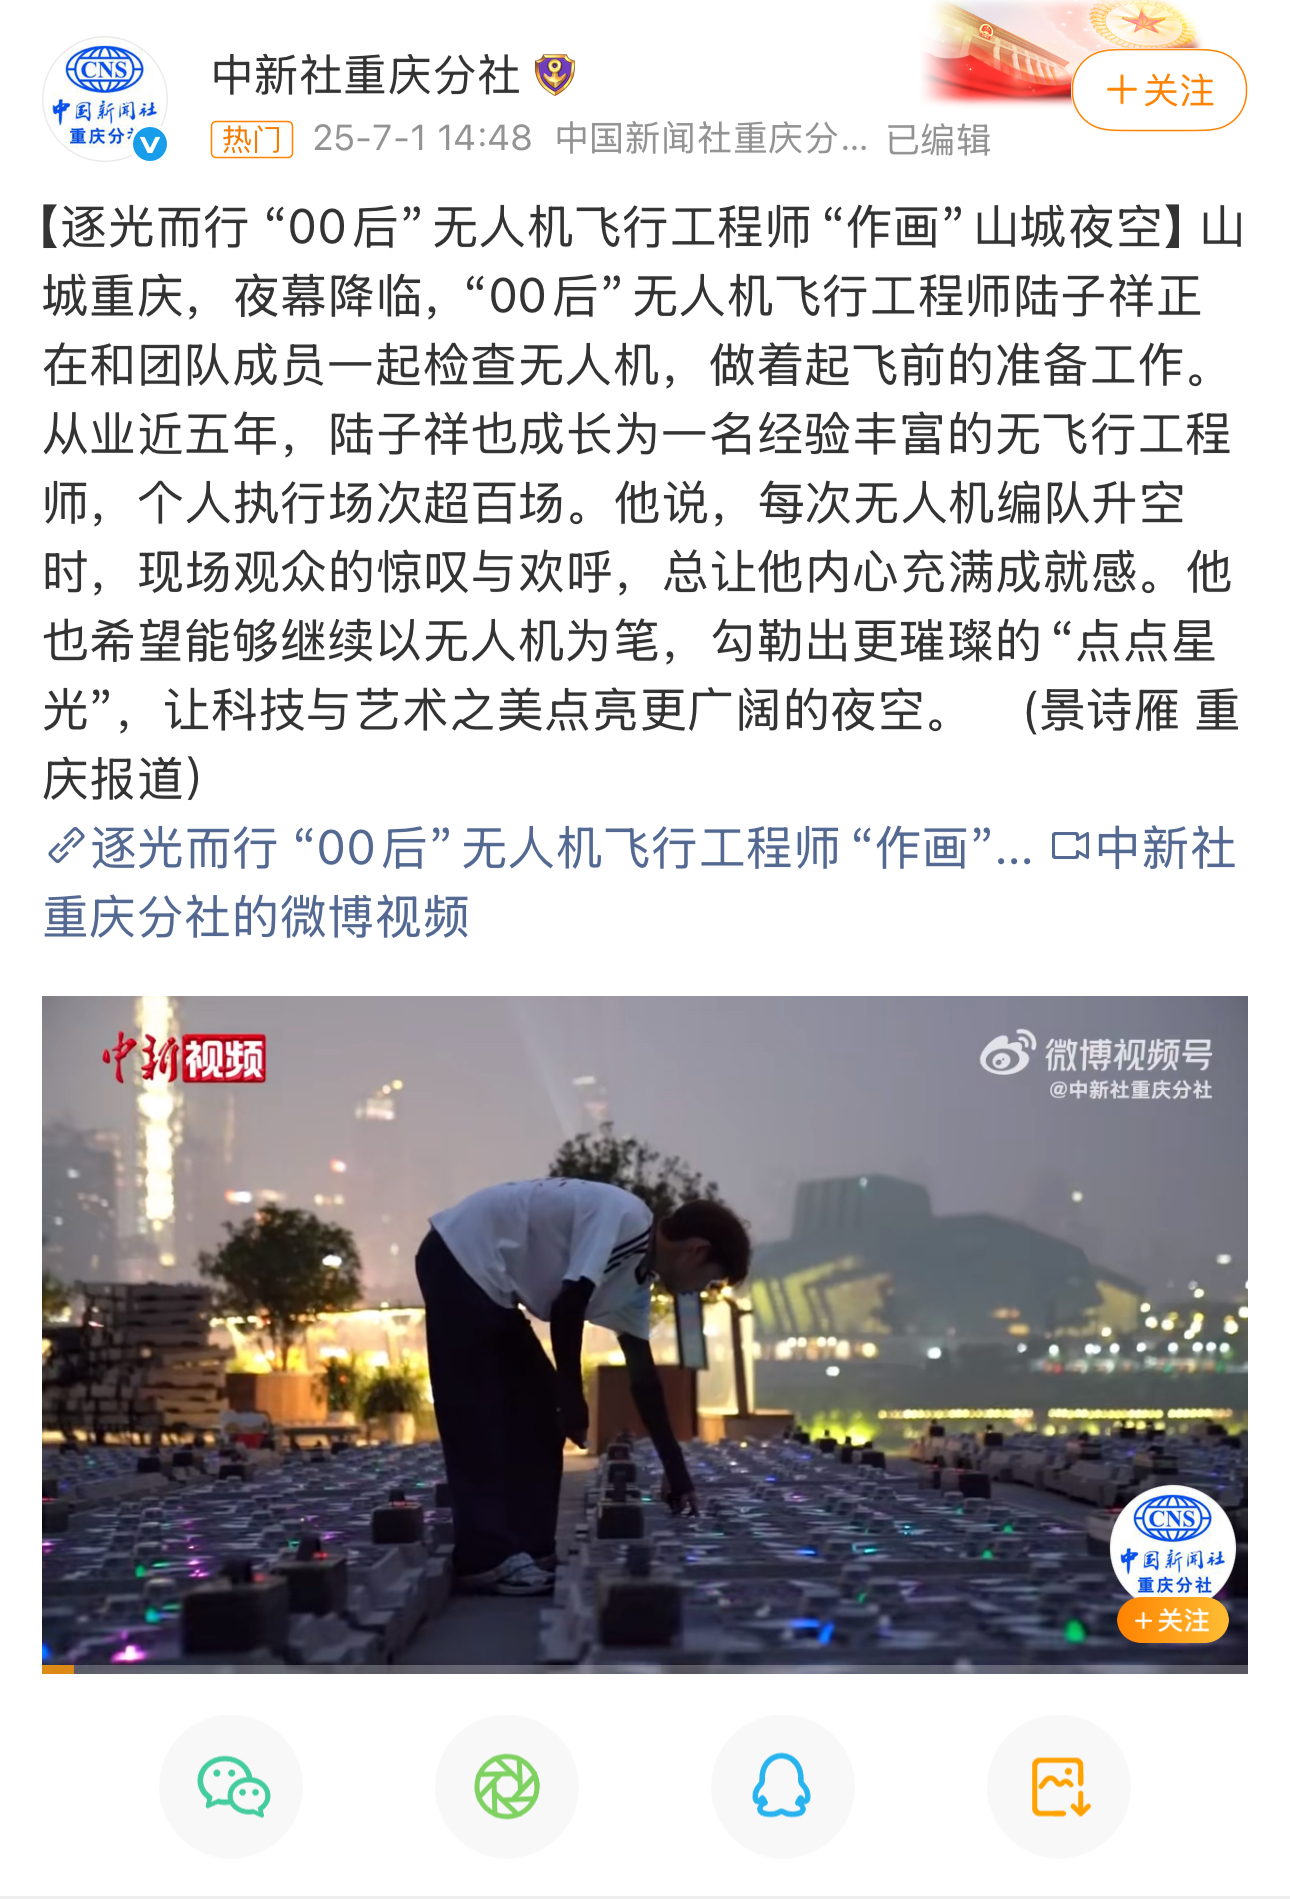 CNS
中国新闻社
重庆分
中新社重庆分社
+关注
热门 25-7-1 14:48 中国新闻社重庆分... 已编辑
【逐光而行 “00后” 无人机飞行工程师 “作画” 山城夜空】山
城重庆，夜幕降临，“00后” 无人机飞行工程师陆子祥正
在和团队成员一起检查无人机，做着起飞前的准备工作。
从业近五年，陆子祥也成长为一名经验丰富的无飞行工程
师，个人执行场次超百场。他说，每次无人机编队升空
时，现场观众的惊叹与欢呼，总让他内心充满成就感。他
也希望能够继续以无人机为笔，勾勒出更璀璨的 “点点星
光”，让科技与艺术之美点亮更广阔的夜空。 （景诗雁 重
庆报道）
逐光而行 “00后” 无人机飞行工程师 “作画”... 中新社
重庆分社的微博视频
中新视频
微博视频号
@中新社重庆分社
CNS
中国新闻社
重庆分社
+关注